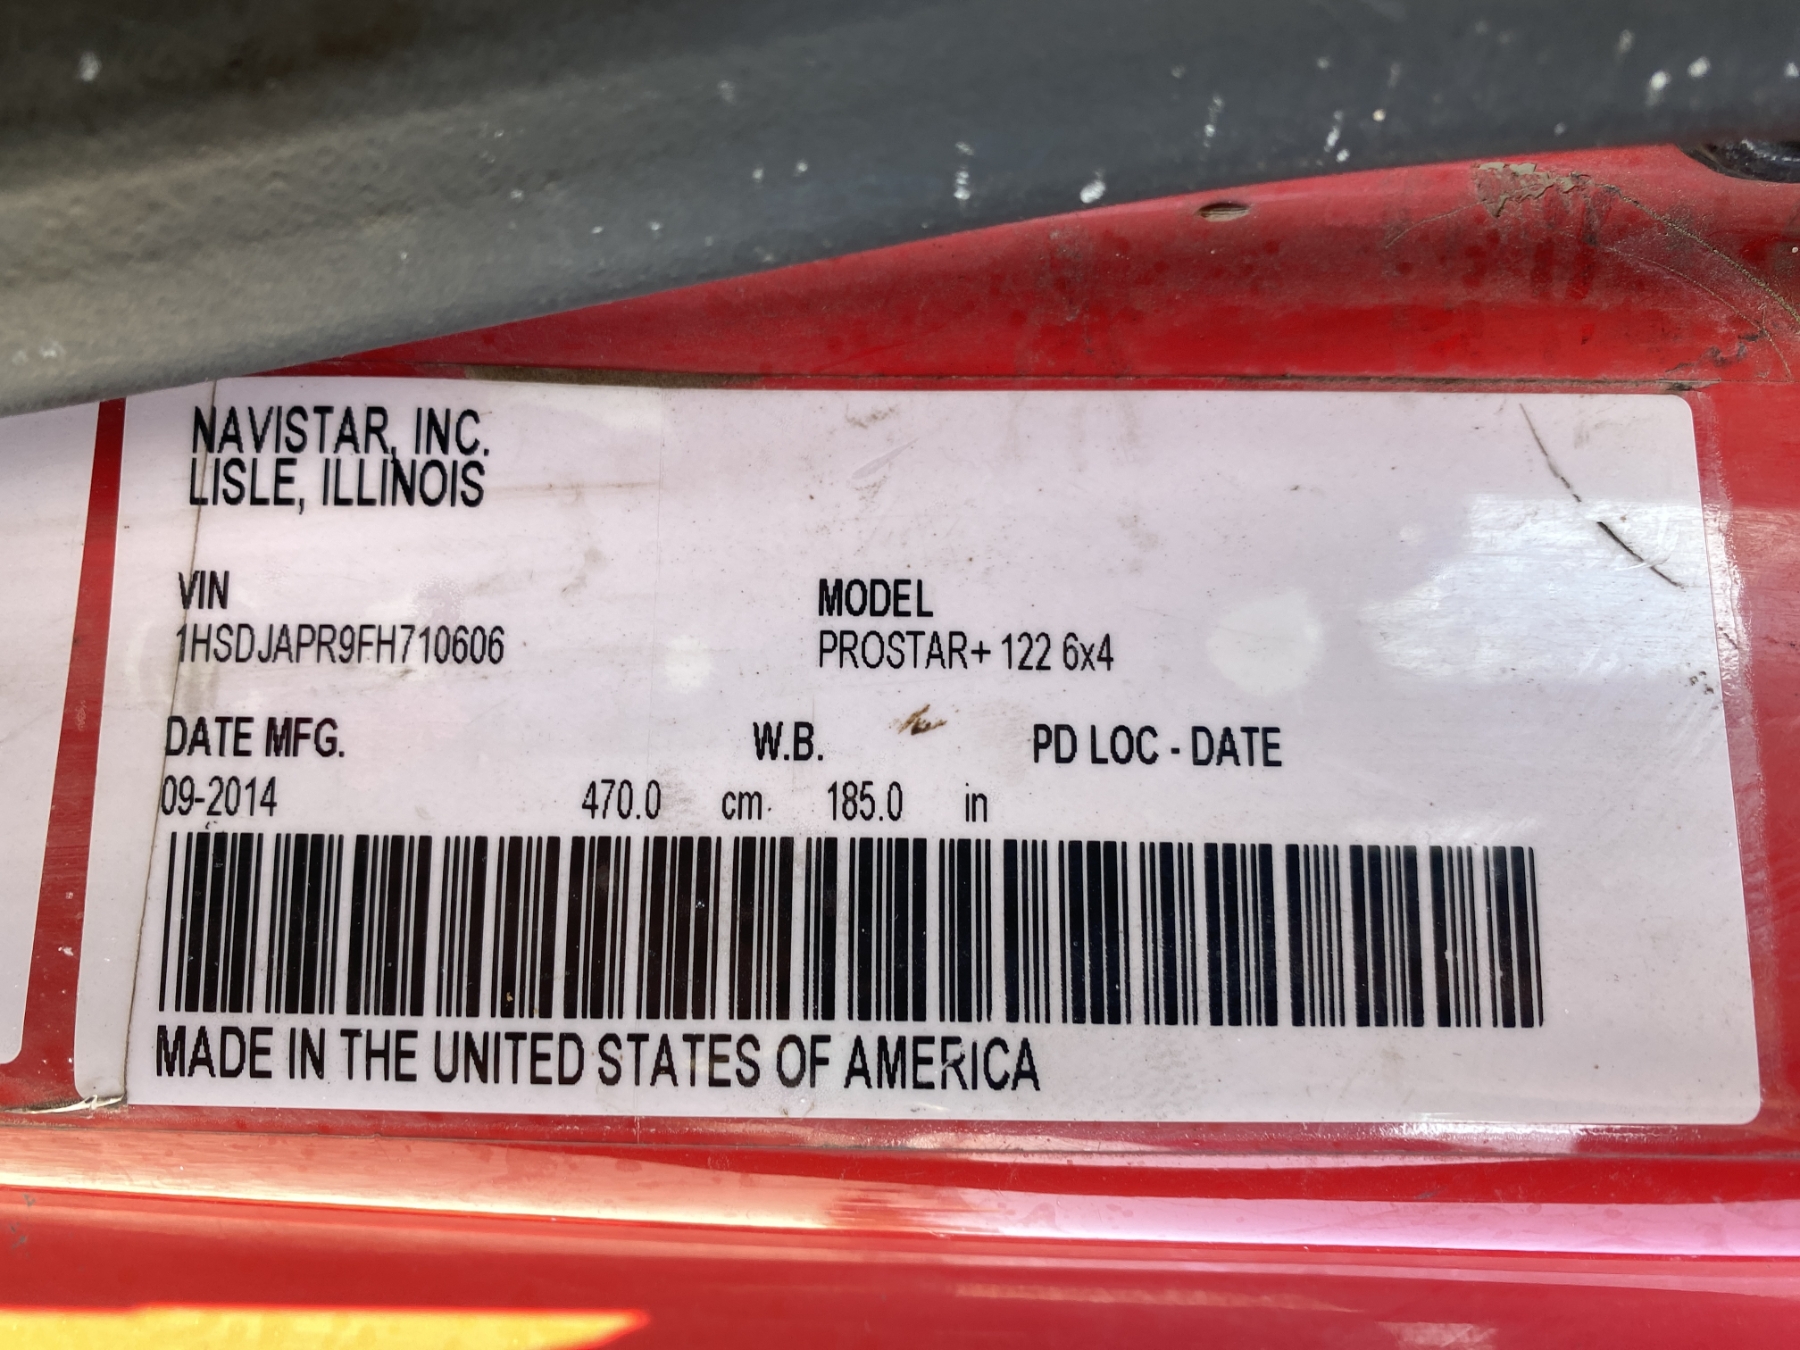 NAVISTAR, INC.
LISLE, ILLINOIS
VIN MODEL
1HSDJAPR9FH710606 PROSTAR+ 122 6x4
DATE MFG. W.B. PD LOC - DATE
09-2014 470.0 cm 185.0 in
MADE IN THE UNITED STATES OF AMERICA